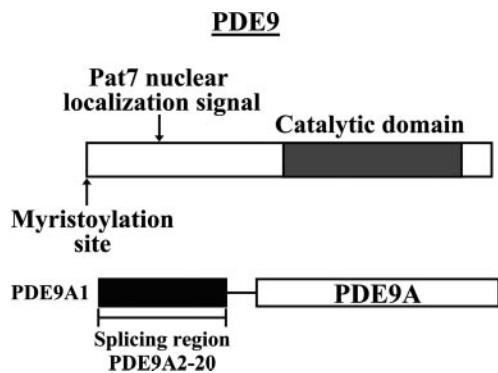 PDE9
Pat7 nuclear
localization signal
Catalytic domain
Myristoylation
site
PDE9A1
PDE9A
Splicing region
PDE9A2-20